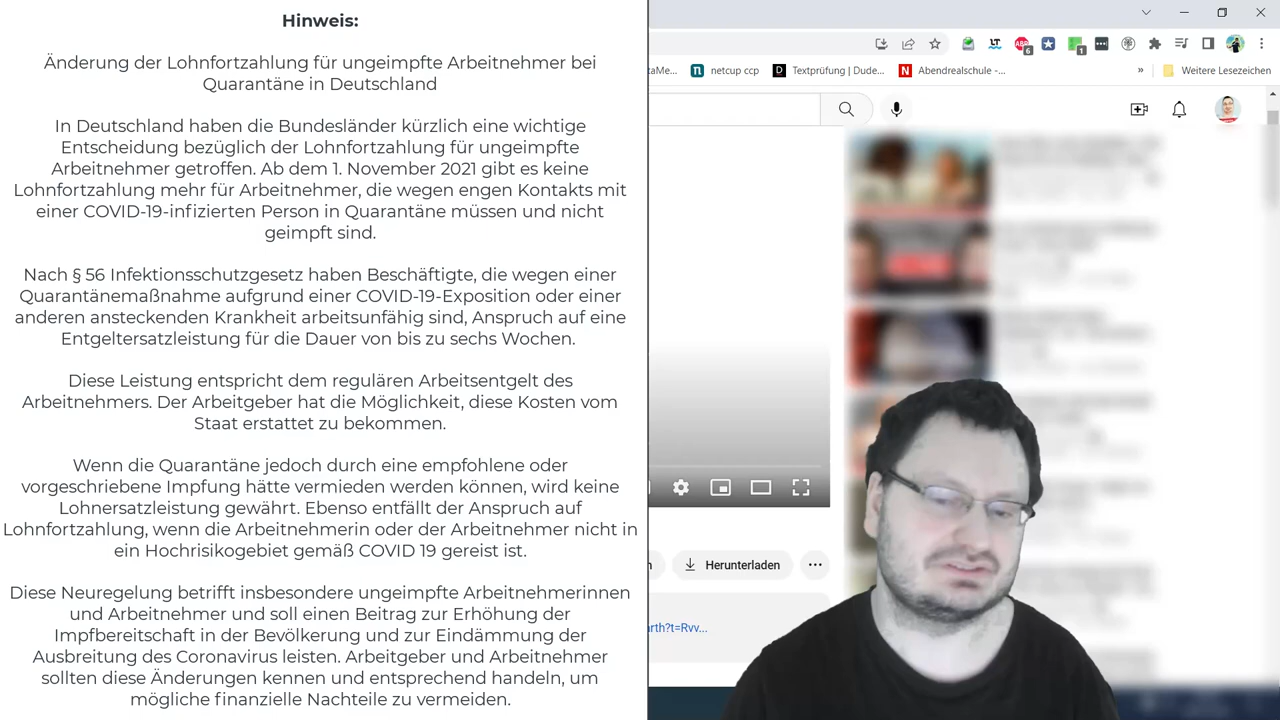 Hinweis:
Änderung der Lohnfortzahlung für ungeimpfte Arbeitnehmer bei
Quarantäne in Deutschland
In Deutschland haben die Bundesländer kürzlich eine wichtige
Entscheidung bezüglich der Lohnfortzahlung für ungeimpfte
Arbeitnehmer getroffen. Ab dem 1. November 2021 gibt es keine
Lohnfortzahlung mehr für Arbeitnehmer, die wegen engen Kontakts mit
einer COVID-19-infizierten Person in Quarantäne müssen und nicht
geimpft sind.
Nach § 56 Infektionsschutzgesetz haben Beschäftigte, die wegen einer
Quarantänemaßnahme aufgrund einer COVID-19-Exposition oder einer
anderen ansteckenden Krankheit arbeitsunfähig sind, Anspruch auf eine
Entgeltersatzleistung für die Dauer von bis zu sechs Wochen.
Diese Leistung entspricht dem regulären Arbeitsentgelt des
Arbeitnehmers. Der Arbeitgeber hat die Möglichkeit, diese Kosten vom
Staat erstattet zu bekommen.
Wenn die Quarantäne jedoch durch eine empfohlene oder
vorgeschriebene Impfung hätte vermieden werden können, wird keine
Lohnersatzleistung gewährt. Ebenso entfällt der Anspruch auf
Lohnfortzahlung, wenn die Arbeitnehmerin oder der Arbeitnehmer nicht in
ein Hochrisikogebiet gemäß COVID 19 gereist ist.
Diese Neuregelung betrifft insbesondere ungeimpfte Arbeitnehmerinnen
und Arbeitnehmer und soll einen Beitrag zur Erhöhung der
Impfbereitschaft in der Bevölkerung und zur Eindämmung der
Ausbreitung des Coronavirus leisten. Arbeitgeber und Arbeitnehmer
sollten diese Änderungen kennen und entsprechend handeln, um
mögliche finanzielle Nachteile zu vermeiden.
LT ABP 6 1
taMe... netcup ccp D Textprüfung | Dude... N Abendrealschule -... » Weitere Lesezeichen
Herunterladen
arth?t=Rvv...